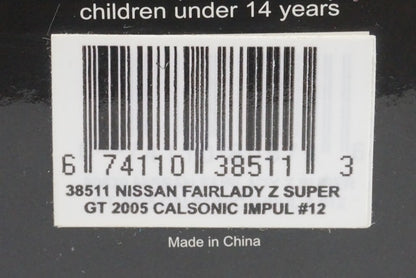 children under 14 years
6 74110 38511 3
38511 NISSAN FAIRLADY Z SUPER
GT 2005 CALSONIC IMPUL #12
Made in China